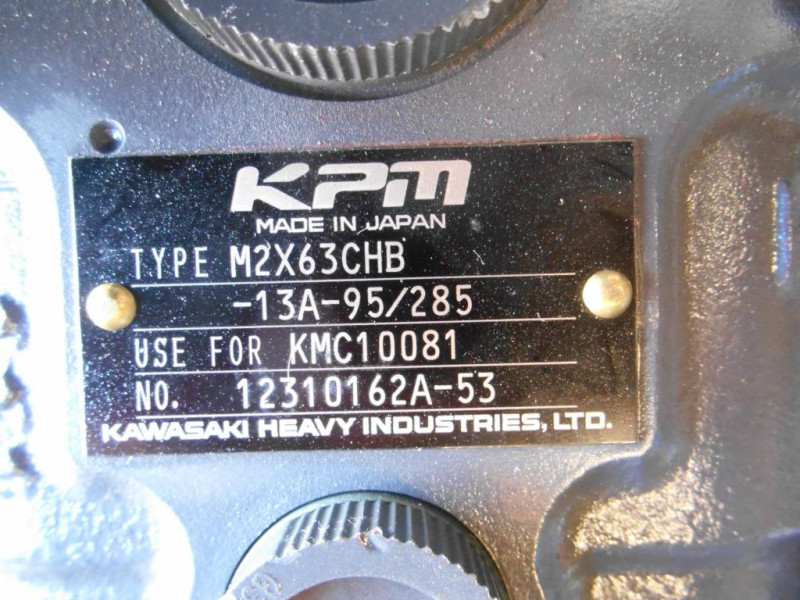 KPM
MADE IN JAPAN
TYPE M2X63CHB
-13A-95/285
USE FOR KMC10081
NO. 12310162A-53
KAWASAKI HEAVY INDUSTRIES, LTD.